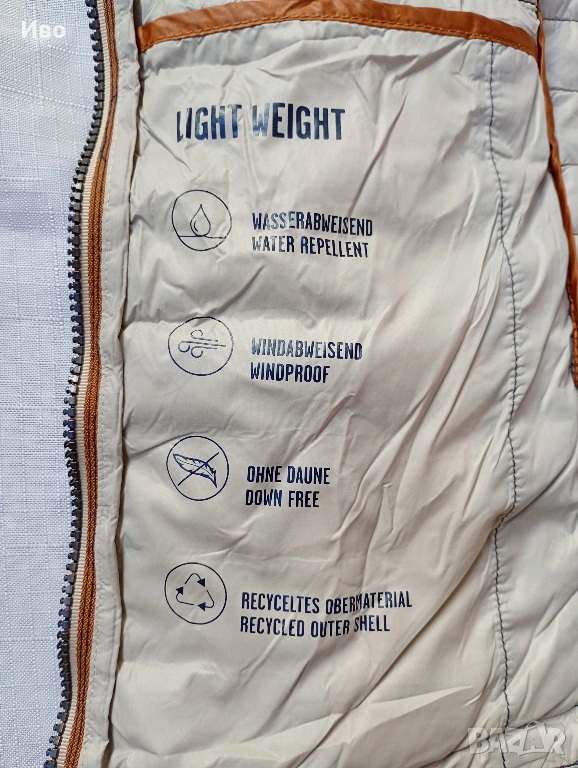 Иво
LIGHT WEIGHT
WASSERABWEISEND
WATER REPELLENT
WINDABWEISEND
WINDPROOF
OHNE DAUNE
DOWN FREE
RECYCELTES OBERMATERIAL
RECYCLED OUTER SHELL
BAZAR